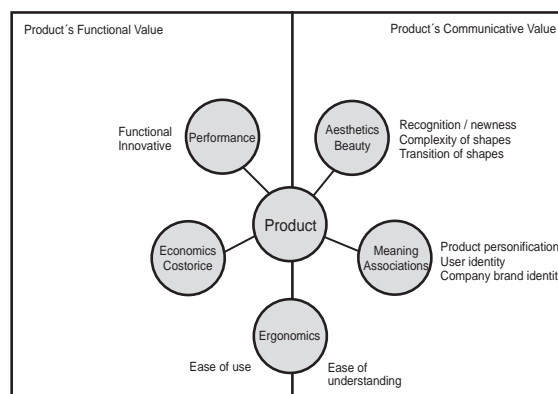 Product´s Functional Value
Product´s Communicative Value
Functional
Innovative
Performance
Aesthetics
Beauty
Recognition / newness
Complexity of shapes
Transition of shapes
Product
Economics
Costorice
Meaning
Associations
Product personification
User identity
Company brand identit
Ergonomics
Ease of use
Ease of
understanding